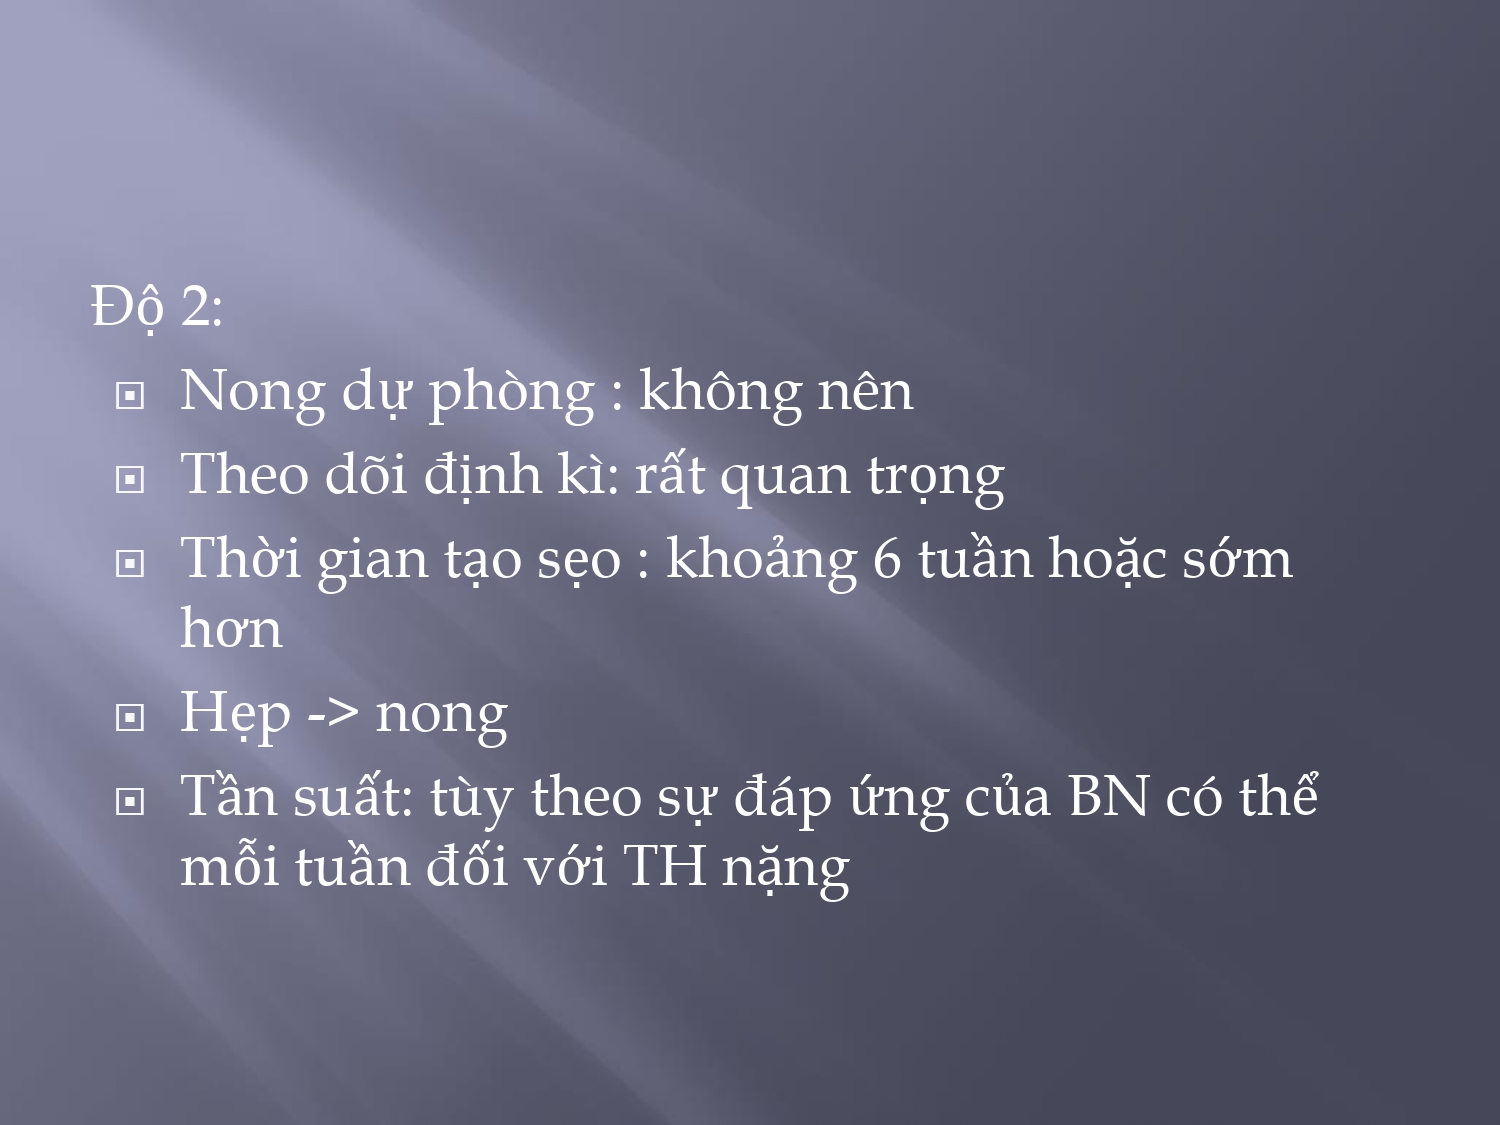 Độ 2:
Nong dự phòng : không nên
Theo dõi định kì: rất quan trọng
Thời gian tạo sẹo : khoảng 6 tuần hoặc sớm
hơn
Hẹp -> nong
Tần suất: tùy theo sự đáp ứng của BN có thể
mỗi tuần đối với TH nặng